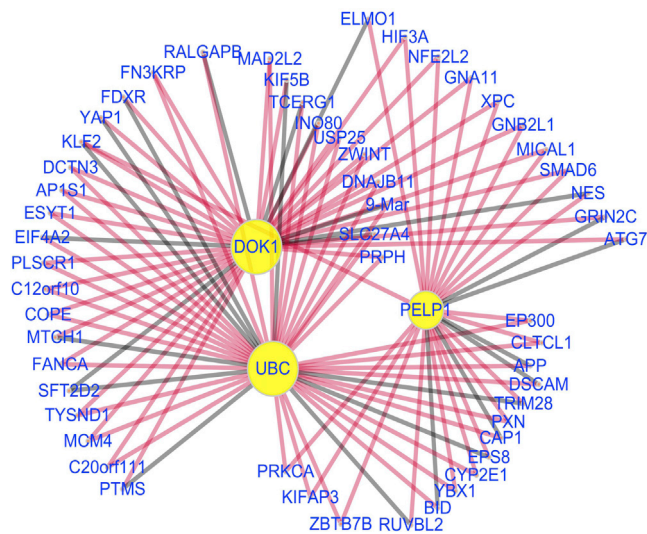 ELMO1
HIF3A
RALGAPB
MAD2L2
NFE2L2
FN3KRP
KIF5B
GNA11
FDXR
TCERG1
XPC
YAP1
INO80
GNB2L1
KLF2
USP25
MICAL1
ZWINT
DCTN3
SMAD6
AP1S1
DNAJB11
NES
ESYT1
9-Mar
GRIN2C
EIF4A2
DOK1
SLC27A4
ATG7
PLSCR1
PRPH
C12orf10
COPE
PELP1
EP300
MTCH1
CLTCL1
FANCA
UBC
APP
SFT2D2
DSCAM
TRIM28
TYSND1
PXN
MCM4
CAP1
EPS8
C20orf111
PRKCA
CYP2E1
PTMS
KIFAP3
YBX1
BID
ZBTB7B
RUVBL2